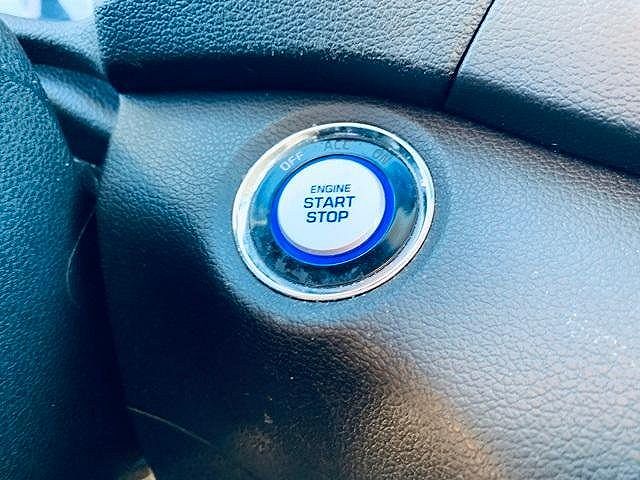 OFF ACC ON
ENGINE
START
STOP